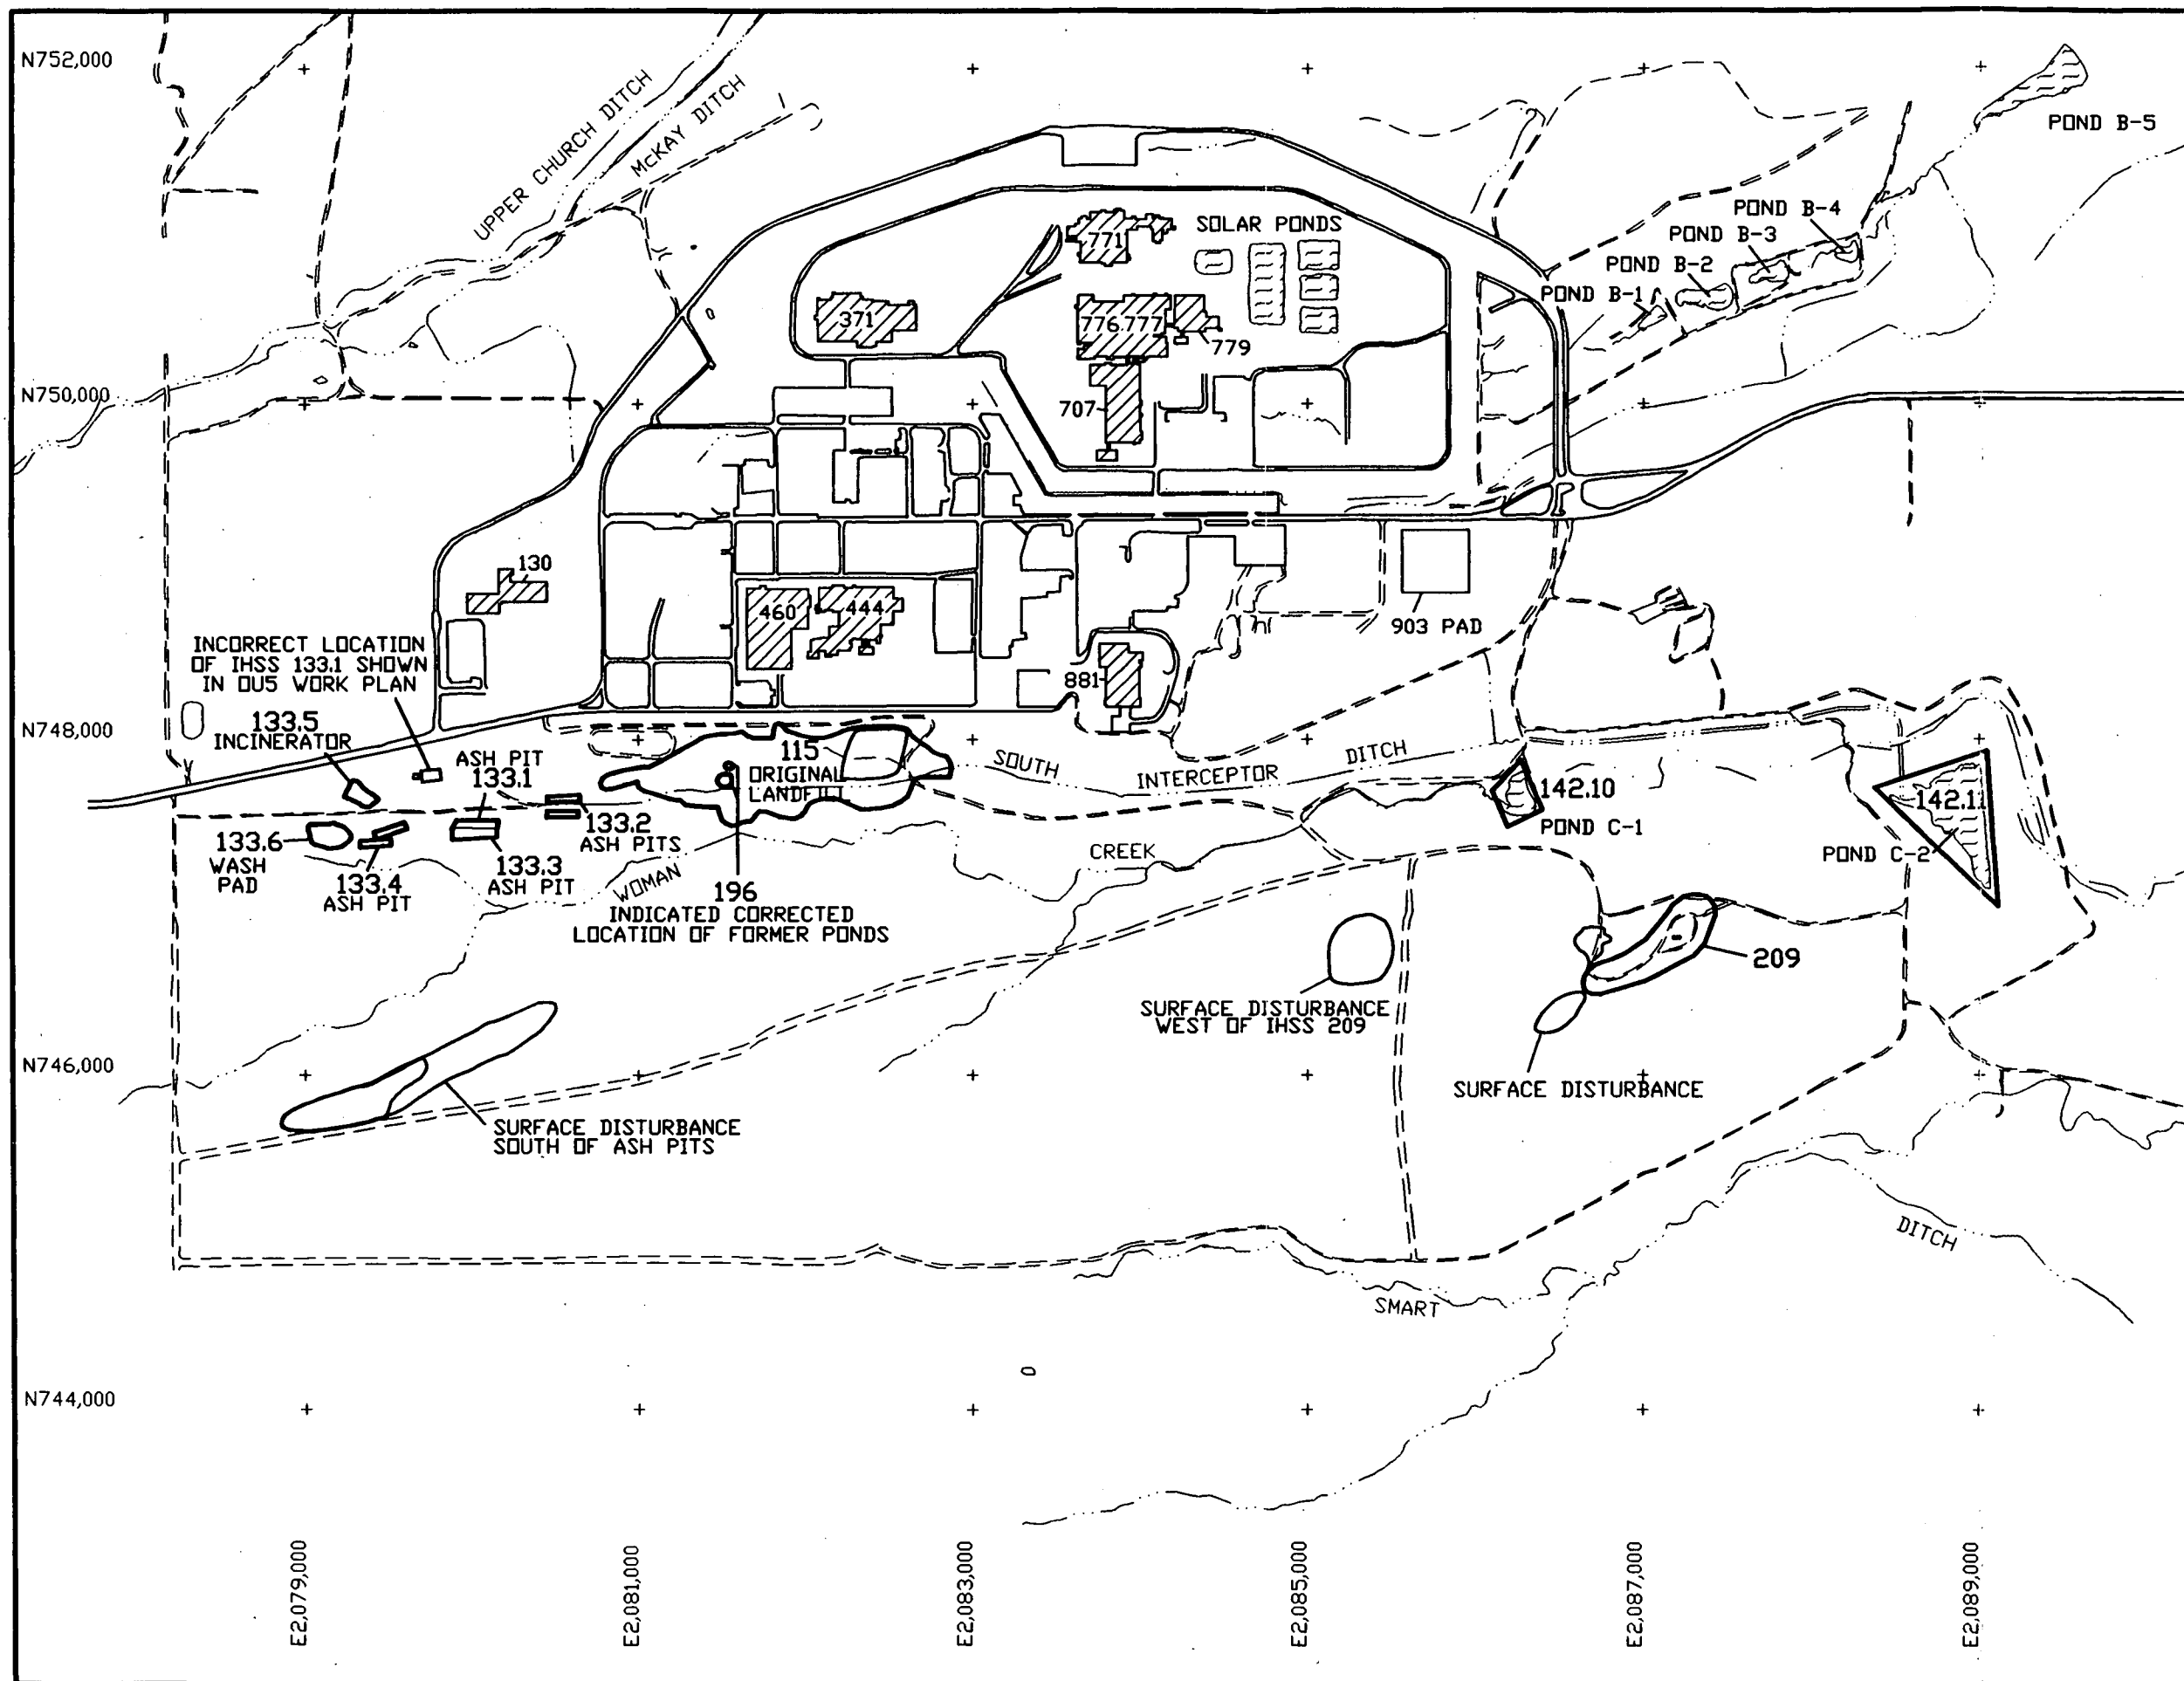 N752,000
POND B-5
UPPER CHURCH DITCH
McKAY DITCH
POND B-4
SOLAR PONDS
POND B-3
771
POND B-2
POND B-1
371
776.777
779
N750,000
707
130
460
444
903 PAD
INCORRECT LOCATION
OF IHSS 133.1 SHOWN
IN OU5 WORK PLAN
881
N748,000
133.5
INCINERATOR
ASH PIT
133.1
115
ORIGINAL
LANDFILL
SOUTH
INTERCEPTOR
DITCH
142.10
POND C-1
142.11
POND C-2
133.6
WASH
PAD
133.4
ASH PIT
133.3
ASH PIT
133.2
ASH PITS
WOMAN
CREEK
196
INDICATED CORRECTED
LOCATION OF FORMER PONDS
209
SURFACE DISTURBANCE
WEST OF IHSS 209
N746,000
SURFACE DISTURBANCE
SURFACE DISTURBANCE
SOUTH OF ASH PITS
DITCH
SMART
N744,000
E2,079,000
E2,081,000
E2,083,000
E2,085,000
E2,087,000
E2,089,000